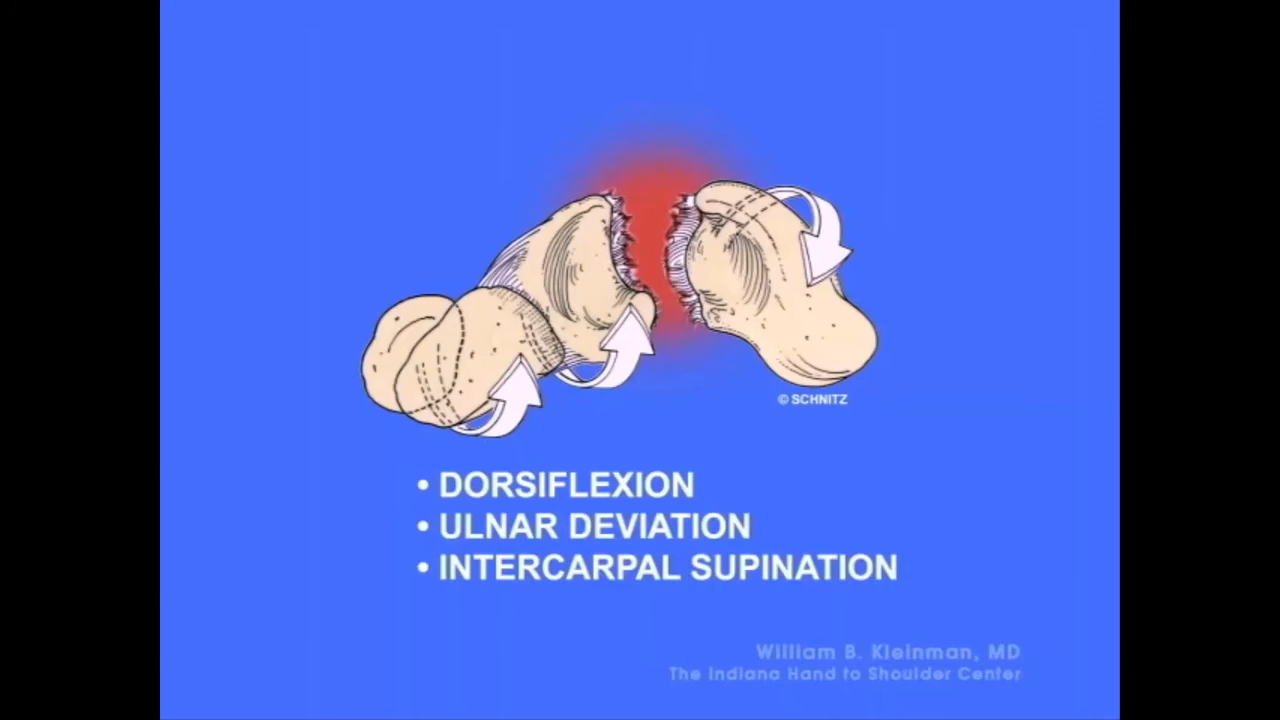 © SCHNITZ
• DORSIFLEXION
• ULNAR DEVIATION
• INTERCARPAL SUPINATION
William B. Kleinman, MD
The Indiana Hand to Shoulder Center